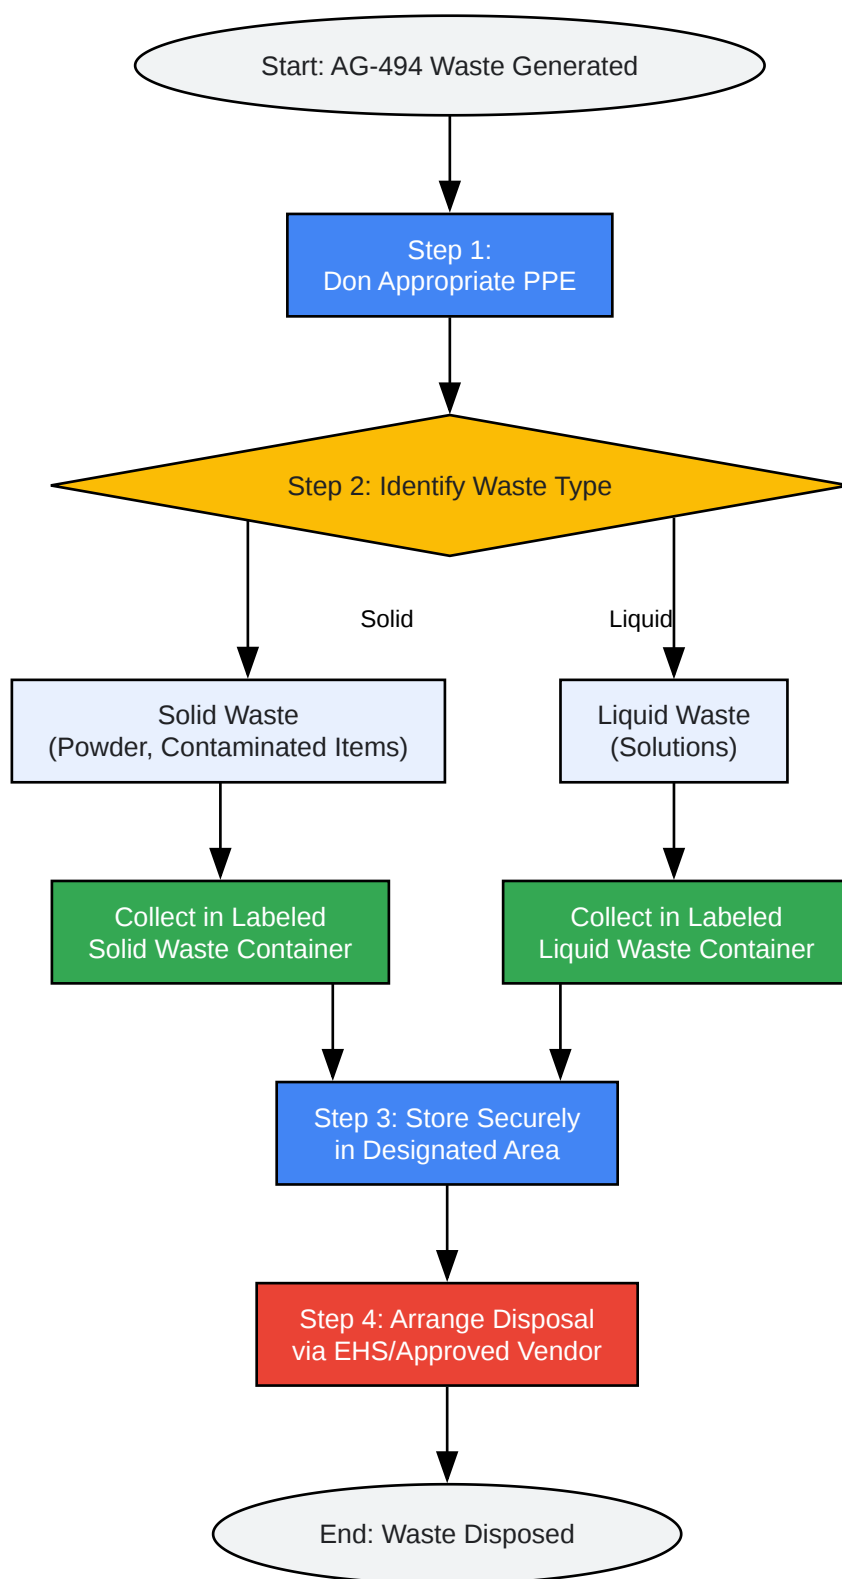 Start: AG-494 Waste Generated
Step 1:
Don Appropriate PPE
Step 2: Identify Waste Type
Solid
Liquid
Solid Waste
(Powder, Contaminated Items)
Liquid Waste
(Solutions)
Collect in Labeled
Solid Waste Container
Collect in Labeled
Liquid Waste Container
Step 3: Store Securely
in Designated Area
Step 4: Arrange Disposal
via EHS/Approved Vendor
End: Waste Disposed